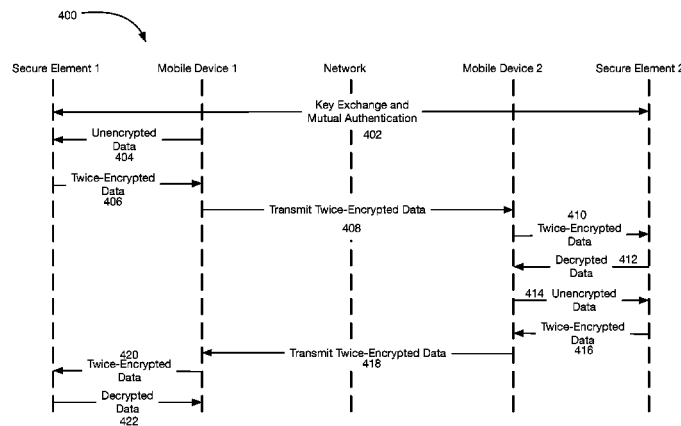 400
Secure Element 1 Mobile Device 1 Network Mobile Device 2 Secure Element 2
Key Exchange and
Mutual Authentication
402
Unencrypted
Data
404
Twice-Encrypted
Data
406
Transmit Twice-Encrypted Data
408
410
Twice-Encrypted
Data
Decrypted 412
Data
414 Unencrypted
Data
Twice-Encrypted
Data
416
Transmit Twice-Encrypted Data
418
420
Twice-Encrypted
Data
Decrypted
Data
422